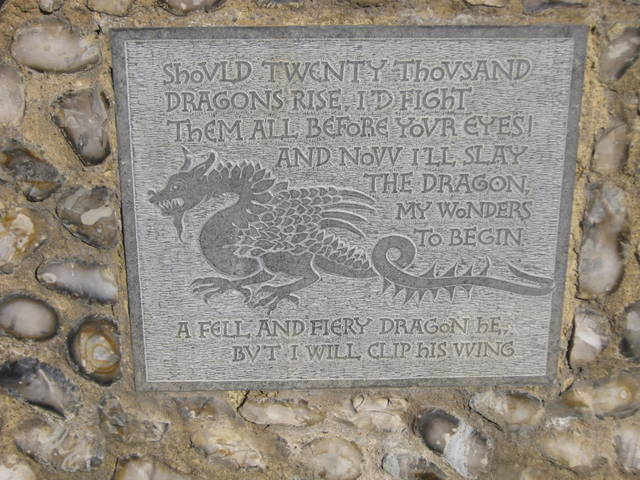 ShOVLD TWENTY ThOVSAND
DRAGONS RISE, I'D FIGhT
ThEM ALL BEFORE YOVR EYES!
AND NOVV I'LL SLAY
THE DRAGON,
MY WONDERS
TO BEGIN.
A FELL AND FIERY DRAGON hE,
BVT I WILL CLIP hIS WING